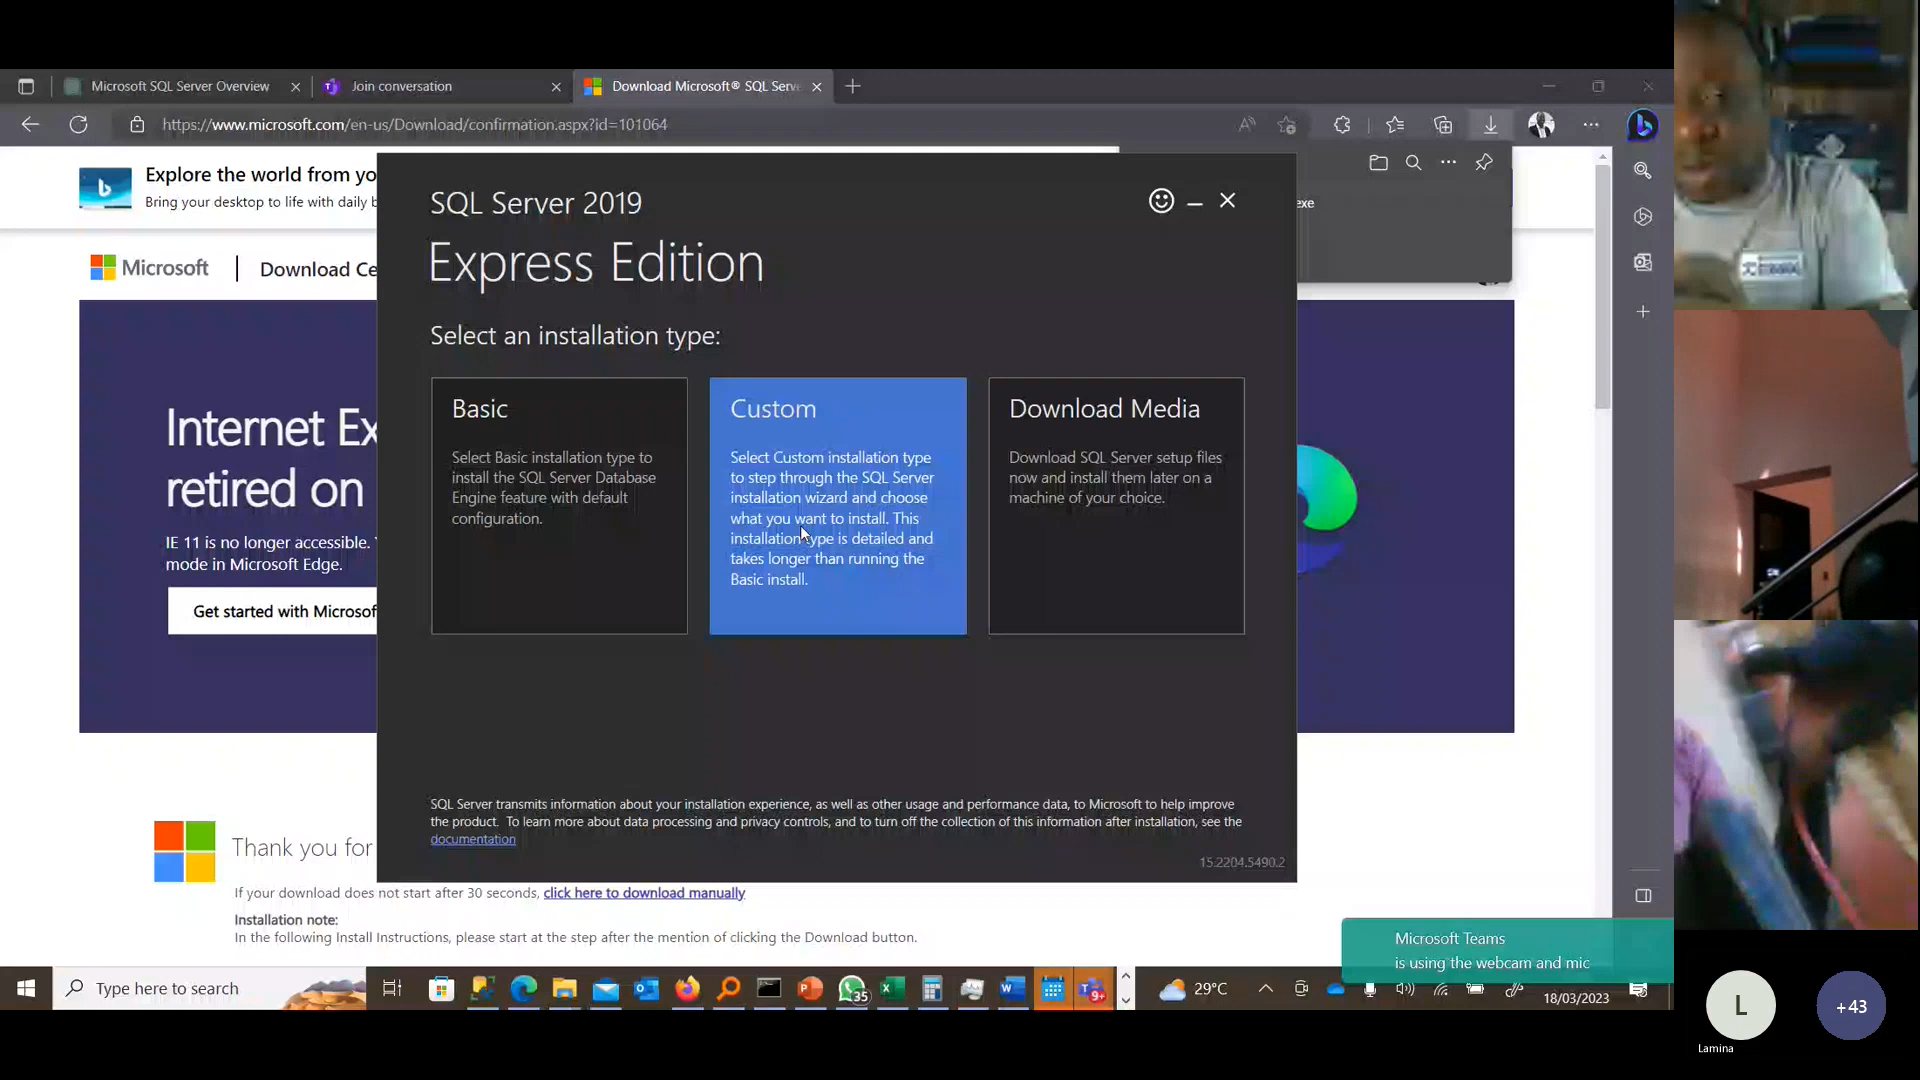 Microsoft SQL Server Overview
Join conversation
Download Microsoft® SQL Serve
https://www.microsoft.com/en-us/Download/confirmation.aspx?id=101064
Explore the world from yo
Bring your desktop to life with daily b
Microsoft
Download Ce
exe
SQL Server 2019
Express Edition
Select an installation type:
Basic
Select Basic installation type to
install the SQL Server Database
Engine feature with default
configuration.
Custom
Select Custom installation type
to step through the SQL Server
installation wizard and choose
what you want to install. This
installation type is detailed and
takes longer than running the
Basic install.
Download Media
Download SQL Server setup files
now and install them later on a
machine of your choice.
Internet Ex
retired on
IE 11 is no longer accessible.
mode in Microsoft Edge.
Get started with Microsof
SQL Server transmits information about your installation experience, as well as other usage and performance data, to Microsoft to help improve
the product. To learn more about data processing and privacy controls, and to turn off the collection of this information after installation, see the
documentation
15.2204.5490.2
Thank you for
If your download does not start after 30 seconds, click here to download manually
Installation note:
In the following Install Instructions, please start at the step after the mention of clicking the Download button.
Microsoft Teams
is using the webcam and mic
Type here to search
35
9+
29°C
18/03/2023
L
Lamina
+43